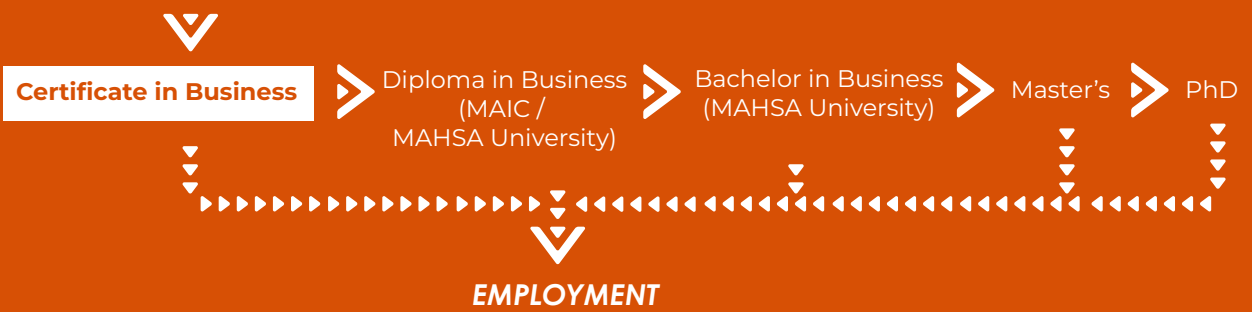 Certificate in Business
Diploma in Business
(MAIC /
MAHSA University)
Bachelor in Business
(MAHSA University)
Master’s
PhD
EMPLOYMENT